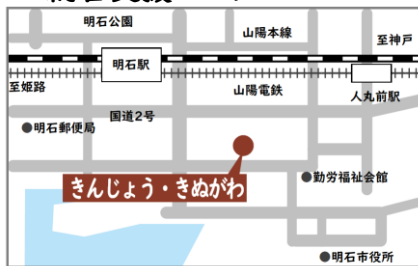 明石公園
山陽本線
至神戸
明石駅
至姫路
山陽電鉄
人丸前駅
国道2号
●明石郵便局
きんじょう・きぬがわ
●勤労福祉会館
●明石市役所